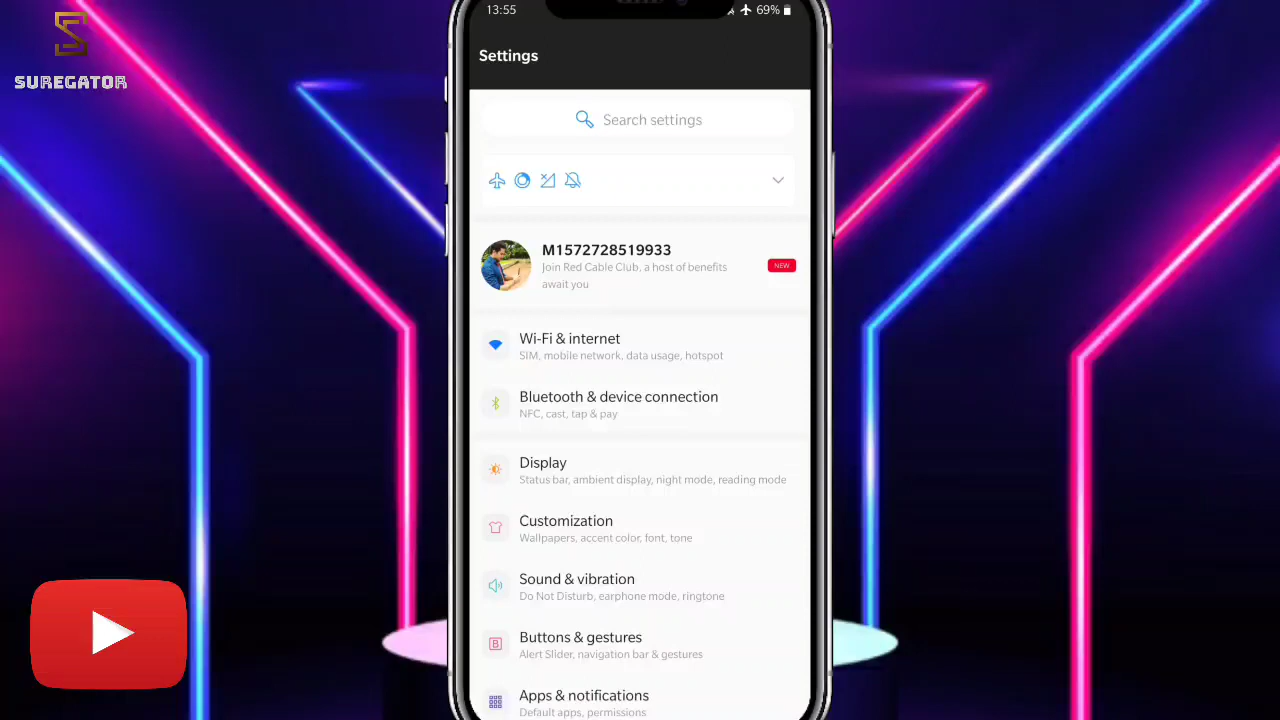 SUREGATOR
13:55
69%
Settings
Search settings
M1572728519933
Join Red Cable Club, a host of benefits
await you
NEW
Wi-Fi & internet
SIM, mobile network, data usage, hotspot
Bluetooth & device connection
NFC, cast, tap & pay
Display
Status bar, ambient display, night mode, reading mode
Customization
Wallpapers, accent color, font, tone
Sound & vibration
Do Not Disturb, earphone mode, ringtone
Buttons & gestures
Alert Slider, navigation bar & gestures
Apps & notifications
Default apps, permissions